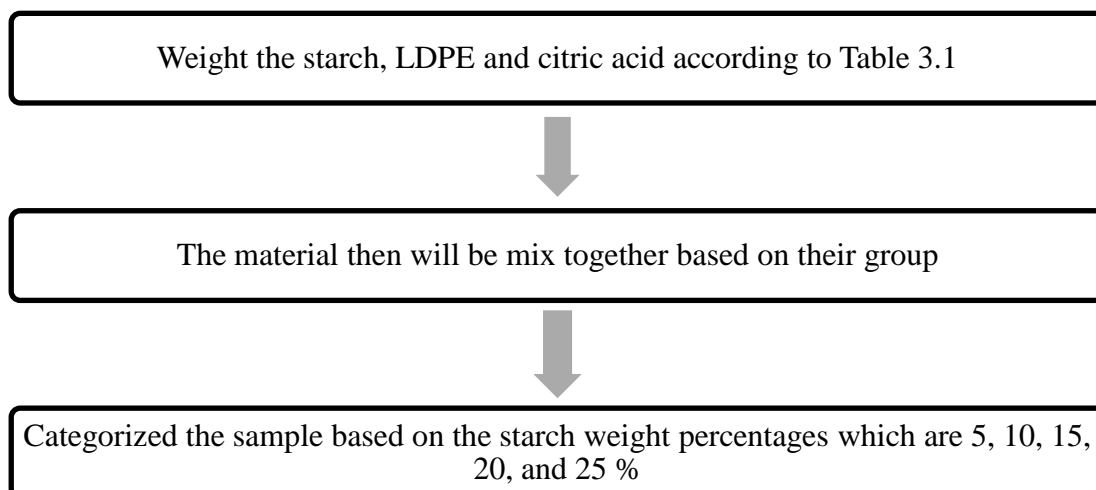 Weight the starch, LDPE and citric acid according to Table 3.1
The material then will be mix together based on their group
Categorized the sample based on the starch weight percentages which are 5, 10, 15,
20, and 25 %